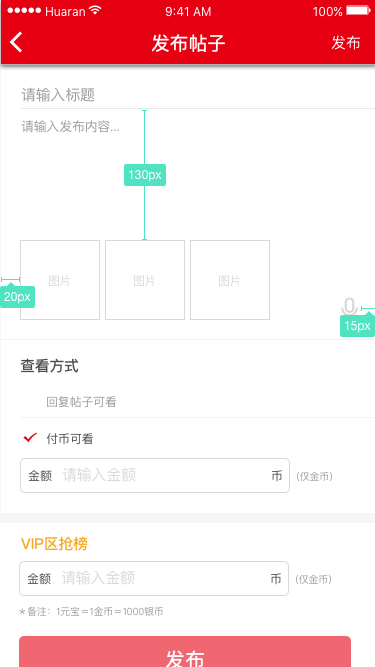 Huaran 9:41 AM 100%
发布帖子 发布
请输入标题
请输入发布内容...
130px
图片 图片 图片
20px
15px
查看方式
回复帖子可看
付币可看
金额 请输入金额 币 (仅金币)
VIP区抢榜
金额 请输入金额 币 (仅金币)
*备注：1元宝=1金币=1000银币
发布